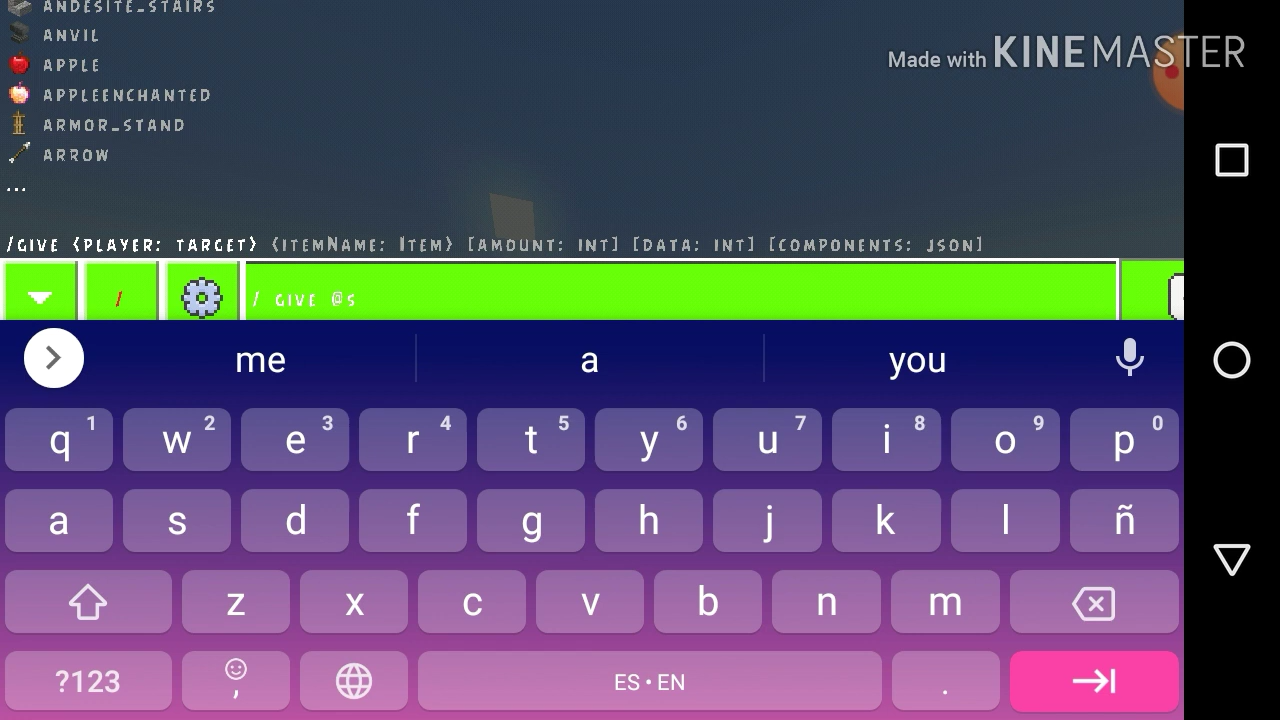 ANDESITE_STAIRS
ANVIL
APPLE
APPLEENCHANTED
ARMOR_STAND
ARROW
...
Made with KINEMASTER
/GIVE <PLAYER: TARGET> <ITEMNAME: ITEM> [AMOUNT: INT] [DATA: INT] [COMPONENTS: JSON]
/
/ GIVE @S
me a you
q 1 w 2 e 3 r 4 t 5 y 6 u 7 i 8 o 9 p 0
a s d f g h j k l ñ
z x c v b n m
?123 , ES • EN .